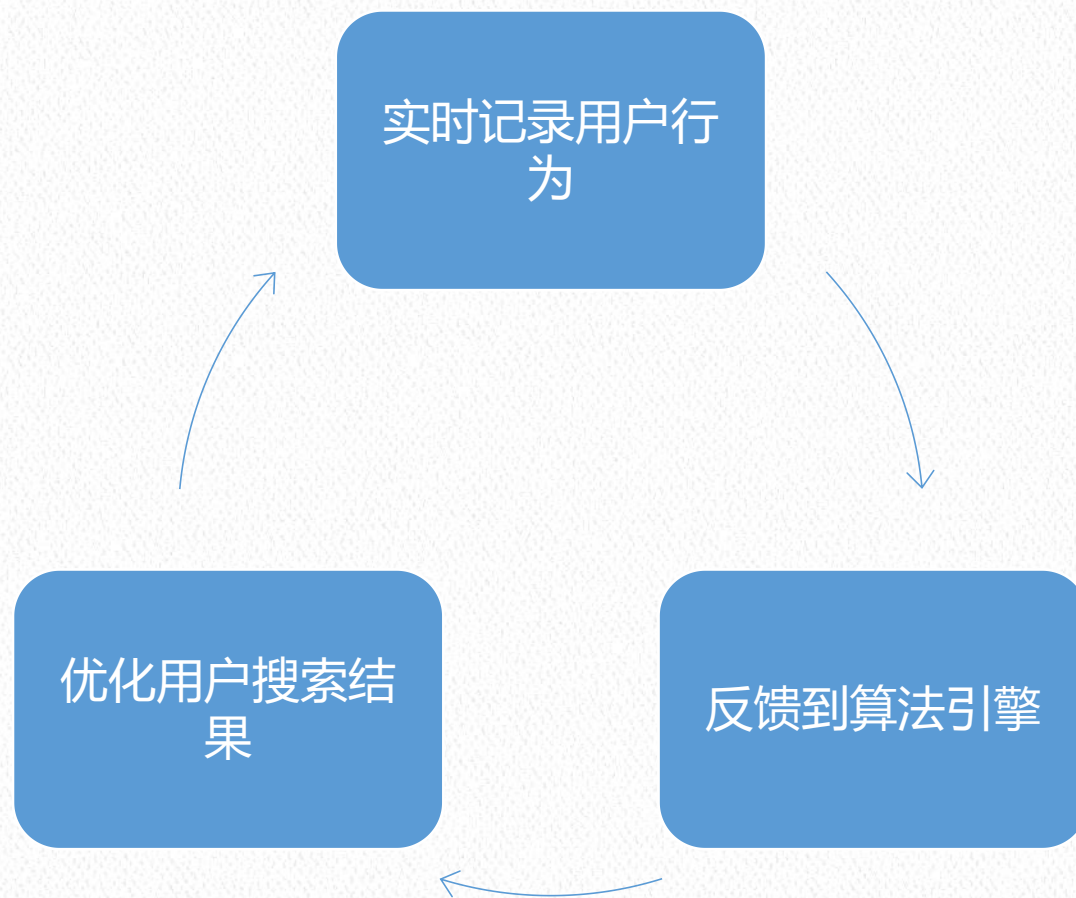 实时记录用户行
为
优化用户搜索结
果
反馈到算法引擎